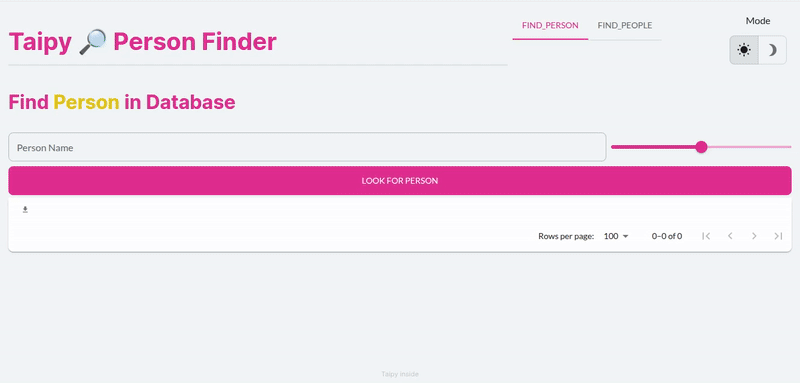 Taipy 🔎 Person Finder
FIND_PERSON
FIND_PEOPLE
Mode
Find Person in Database
Person Name
LOOK FOR PERSON
Rows per page: 100 0–0 of 0
Taipy inside